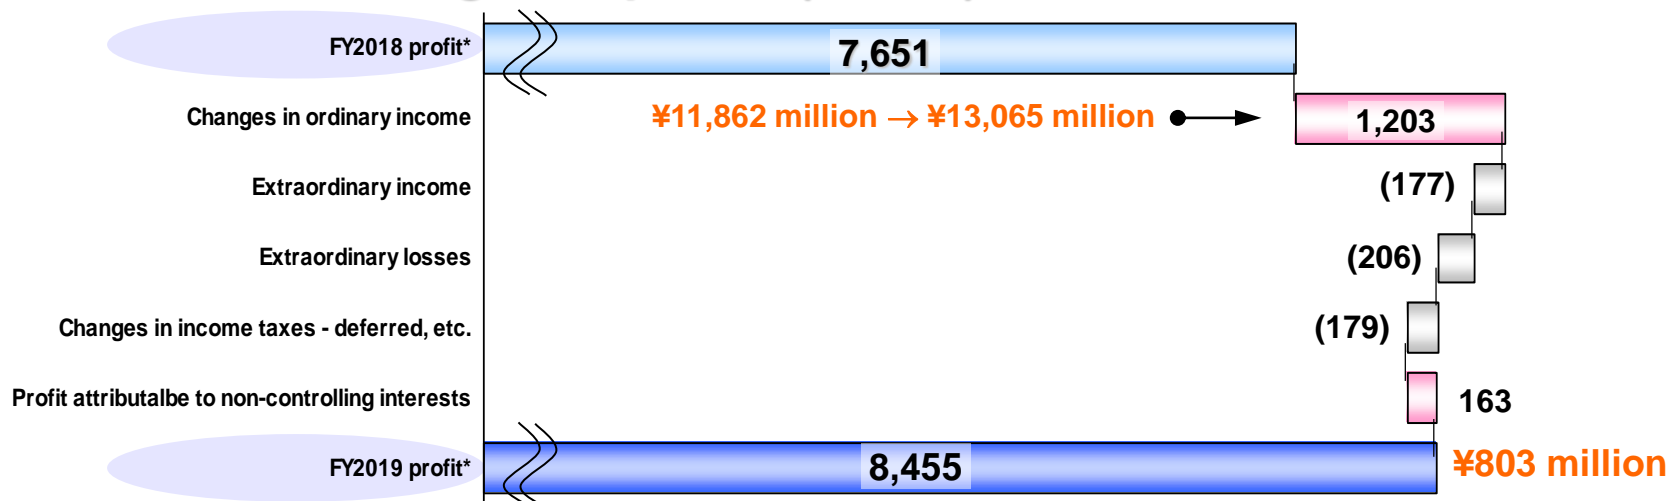 FY2018 profit*
7,651
Changes in ordinary income
¥11,862 million → ¥13,065 million
1,203
Extraordinary income
(177)
Extraordinary losses
(206)
Changes in income taxes - deferred, etc.
(179)
Profit attributalbe to non-controlling interests
163
FY2019 profit*
8,455
¥803 million